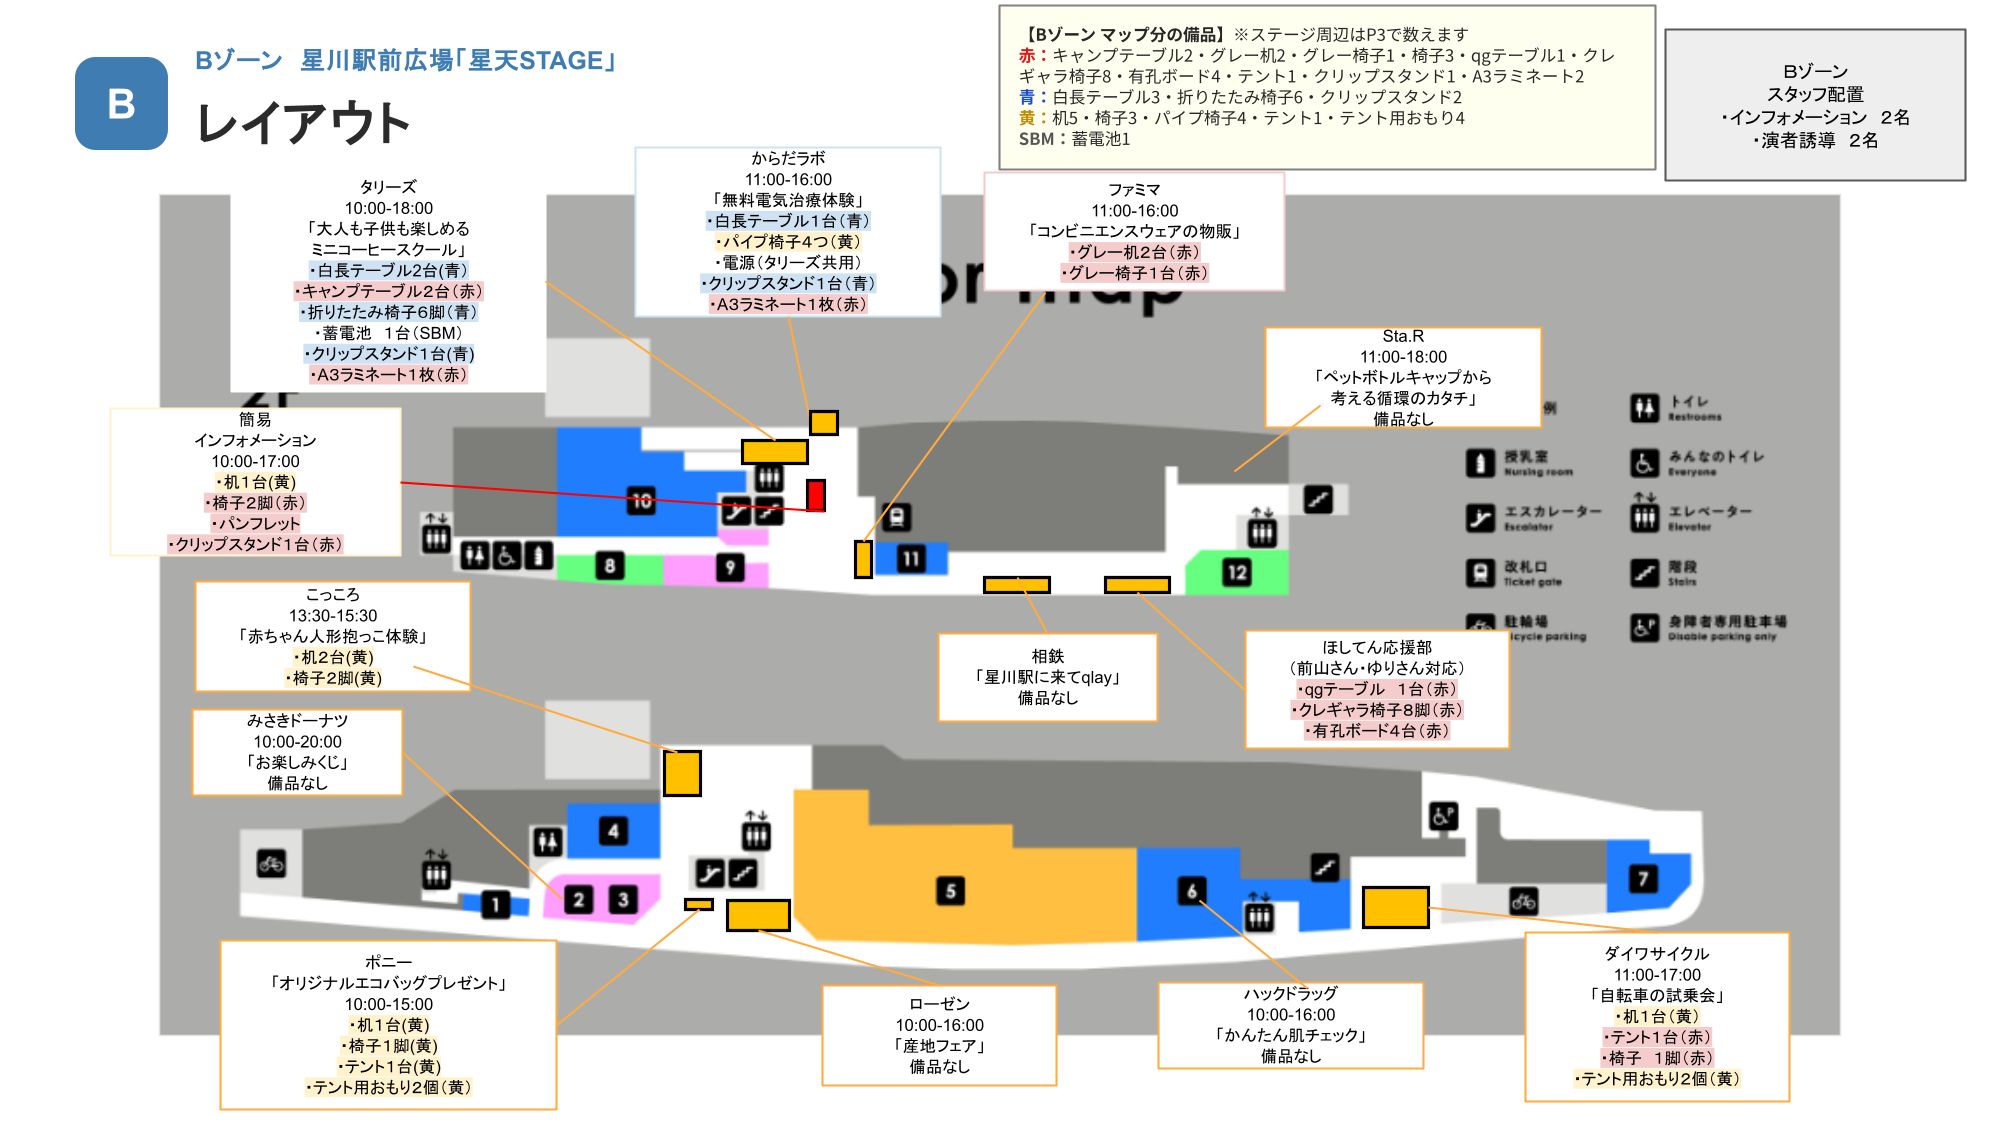 B
Bゾーン 星川駅前広場「星天STAGE」
レイアウト
【Bゾーン マップ分の備品】※ステージ周辺はP3で数えます
赤：キャンプテーブル2・グレー机2・グレー椅子1・椅子3・qgテーブル1・クレ
ギャラ椅子8・有孔ボード4・テント1・クリップスタンド1・A3ラミネート2
青：白長テーブル3・折りたたみ椅子6・クリップスタンド2
黄：机5・椅子3・パイプ椅子4・テント1・テント用おもり4
SBM：蓄電池1
Bゾーン
スタッフ配置
・インフォメーション 2名
・演者誘導 2名
タリーズ
10:00-18:00
「大人も子供も楽しめる
ミニコーヒースクール」
・白長テーブル2台(青)
・キャンプテーブル2台（赤）
・折りたたみ椅子6脚（青）
・蓄電池 1台（SBM）
・クリップスタンド1台(青)
・A3ラミネート1枚（赤）
からだラボ
11:00-16:00
「無料電気治療体験」
・白長テーブル1台（青）
・パイプ椅子4つ（黄）
・電源（タリーズ共用）
・クリップスタンド1台（青）
・A3ラミネート1枚（赤）
ファミマ
11:00-16:00
「コンビニエンスウェアの物販」
・グレー机2台（赤）
・グレー椅子1台（赤）
Sta.R
11:00-18:00
「ペットボトルキャップから
考える循環のカタチ」
備品なし
簡易
インフォメーション
10:00-17:00
・机1台(黄)
・椅子2脚（赤）
・パンフレット
・クリップスタンド1台（赤）
例
トイレ
Restrooms
授乳室
Nursing room
みんなのトイレ
Everyone
エスカレーター
Escalator
エレベーター
Elevator
改札口
Ticket gate
階段
Stairs
駐輪場
icycle parking
身障者専用駐車場
Disable parking only
10
8
9
11
12
こっころ
13:30-15:30
「赤ちゃん人形抱っこ体験」
・机2台(黄)
・椅子2脚(黄)
相鉄
「星川駅に来てqlay」
備品なし
ほしてん応援部
（前山さん・ゆりさん対応）
・qgテーブル 1台（赤）
・クレギャラ椅子8脚（赤）
・有孔ボード4台（赤）
みさきドーナツ
10:00-20:00
「お楽しみくじ」
備品なし
4
1
2
3
5
6
7
ポニー
「オリジナルエコバッグプレゼント」
10:00-15:00
・机1台(黄)
・椅子1脚(黄)
・テント1台(黄)
・テント用おもり2個（黄）
ローゼン
10:00-16:00
「産地フェア」
備品なし
ハックドラッグ
10:00-16:00
「かんたん肌チェック」
備品なし
ダイワサイクル
11:00-17:00
「自転車の試乗会」
・机1台（黄）
・テント1台（赤）
・椅子 1脚（赤）
・テント用おもり2個（黄）